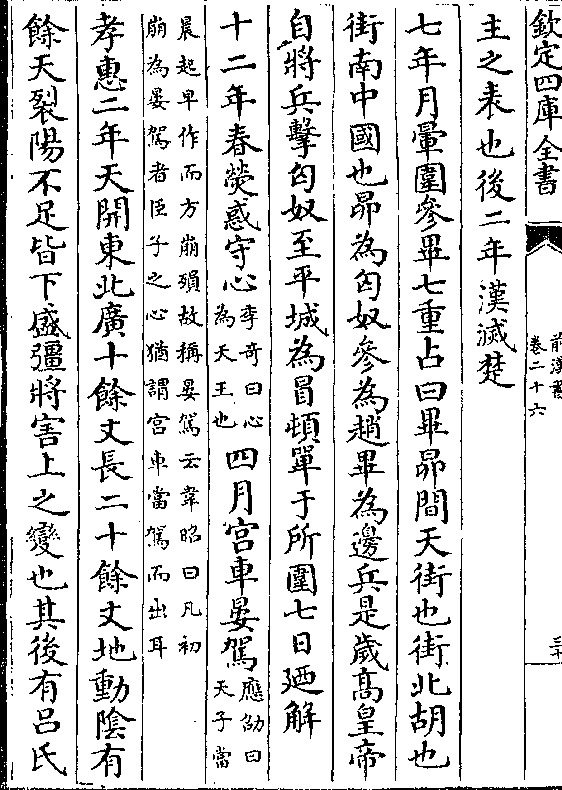 欽定四庫全書
前漢書
卷二十六
三十
主之表也後二年漢滅楚
七年月暈圍參畢七重占曰畢昴間天街也街北胡也
街南中國也昴為匈奴參為趙畢為邊兵是歲髙皇帝
自將兵擊匈奴至平城為冒頓單于所圍七日廼解
十二年春熒惑守心李奇曰心為天王也四月宫車晏駕應劭曰天子當
晨起早作而方崩殞故稱晏駕云韋昭曰凡初崩為晏駕者臣子之心猶謂宫車當駕而出耳
孝惠二年天開東北廣十餘丈長二十餘丈地動隂有
餘天裂陽不足皆下盛彊將害上之變也其後有吕氏